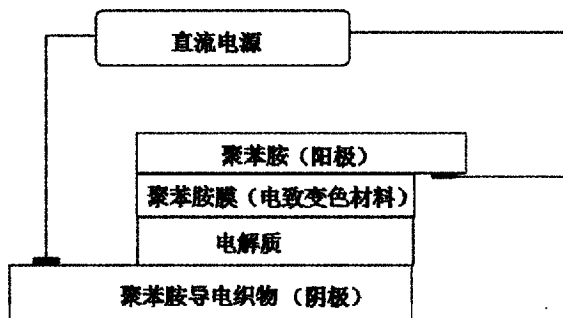 直流电源
聚苯胺（阳极）
聚苯胺膜（电致变色材料）
电解质
聚苯胺导电织物（阴极）